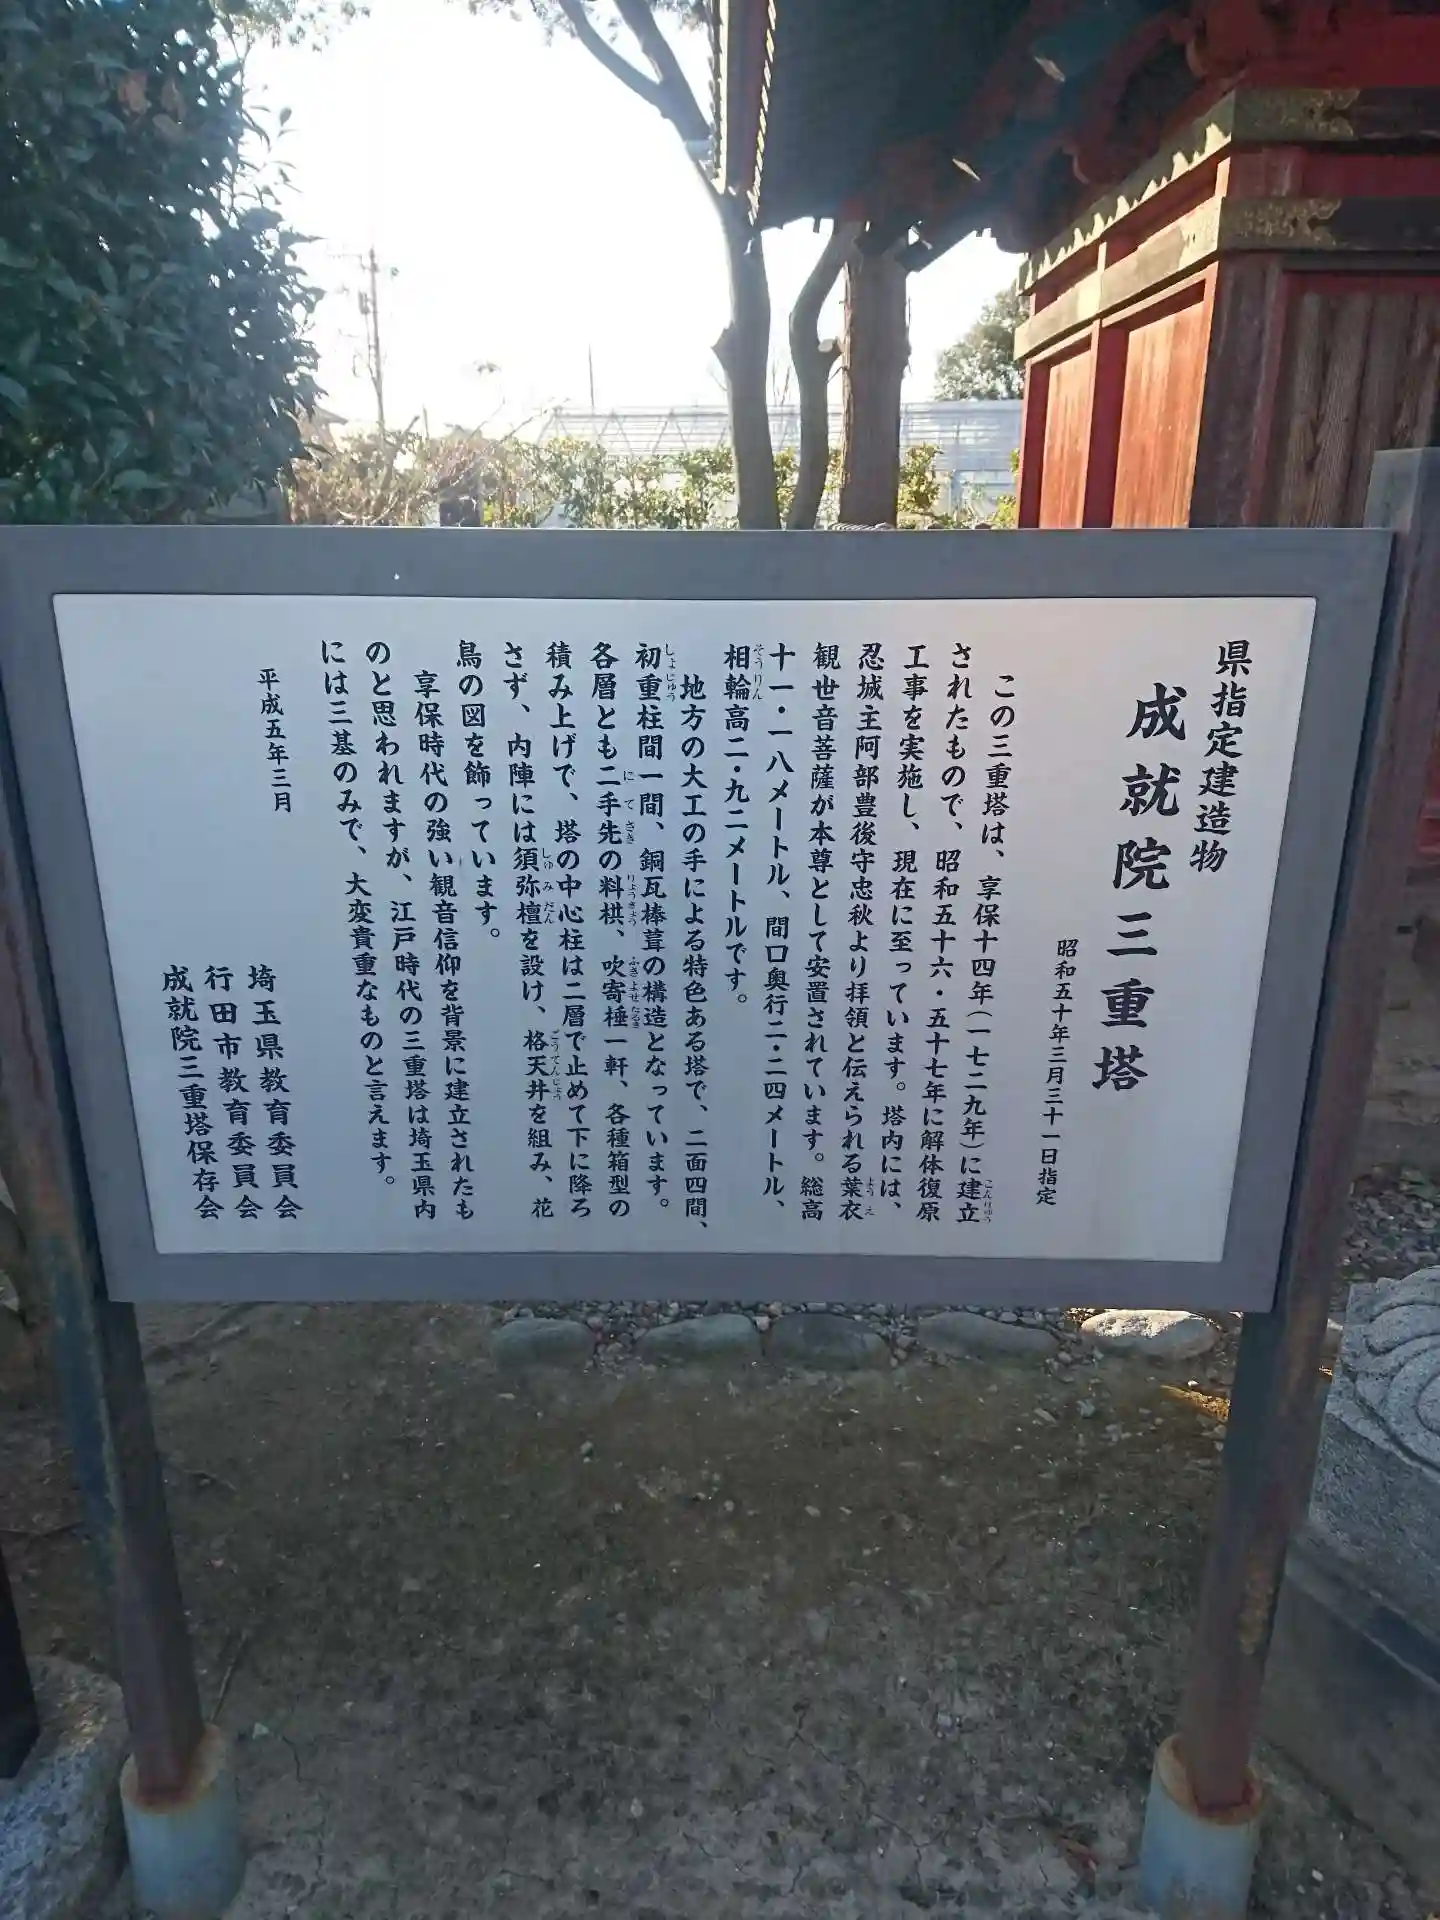 県指定建造物
成就院三重塔
昭和五十年三月三十一日指定
この三重塔は、享保十四年(一七二九年)に建立
されたもので、昭和五十六・五十七年に解体復原
工事を実施し、現在に至っています。塔内には、
忍城主阿部豊後守忠秋より拝領と伝えられる葉衣
観世音菩薩が本尊として安置されています。総高
十一・一八メートル、間口奥行二・二四メートル、
相輪高二・九二メートルです。
地方の大工の手による特色ある塔で、二面四間、
初重柱間一間、銅瓦棒葺の構造となっています。
各層とも二手先の料栱、吹寄棰一軒、各種箱型の
積み上げで、塔の中心柱は二層で止めて下に降ろ
さず、内陣には須弥檀を設け、格天井を組み、花
鳥の図を飾っています。
享保時代の強い観音信仰を背景に建立されたも
のと思われますが、江戸時代の三重塔は埼玉県内
には三基のみで、大変貴重なものと言えます。
平成五年三月
埼玉県教育委員会
行田市教育委員会
成就院三重塔保存会